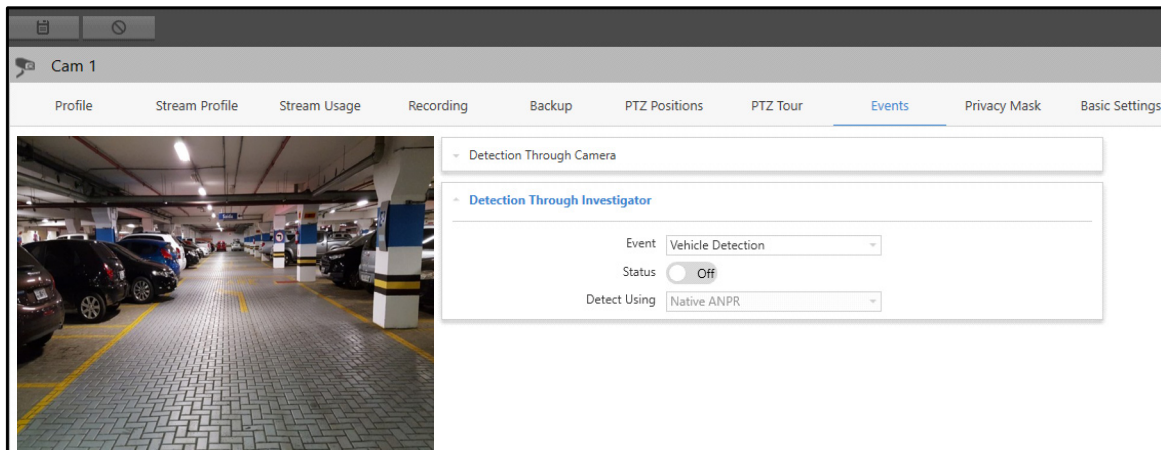 Cam 1
Profile Stream Profile Stream Usage Recording Backup PTZ Positions PTZ Tour Events Privacy Mask Basic Settings
Detection Through Camera
Detection Through Investigator
Event Vehicle Detection
Status Off
Detect Using Native ANPR